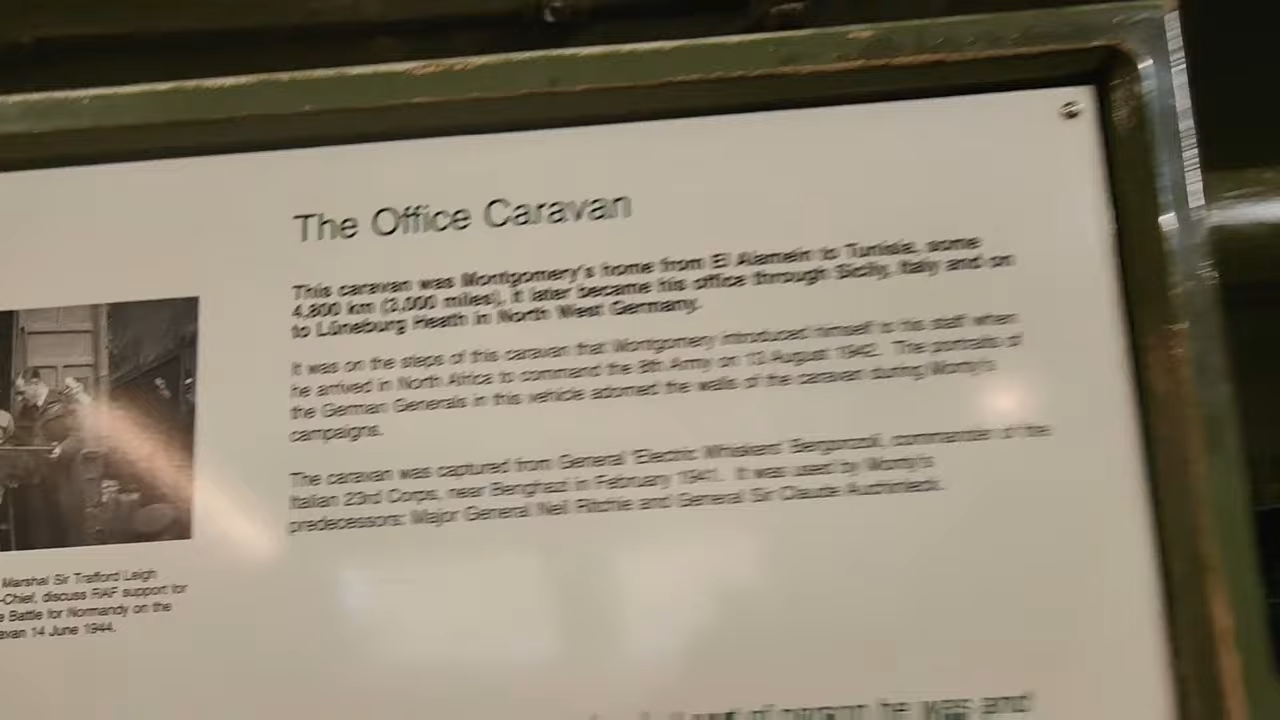 The Office Caravan
This caravan was Montgomery's home from El Alamein to Tunisia, some
4,800 km (3,000 miles), it later became his office through Sicily, Italy and on
to Lüneburg Heath in North West Germany.
It was on the steps of this caravan that Montgomery introduced himself to his staff when
he arrived in North Africa to command the 8th Army on 13 August 1942. The portraits of
the German Generals in this vehicle adorned the walls of the caravan during Monty's
campaigns.
The caravan was captured from General 'Electric Whiskers' Bergonzoli, commander of the
Italian 23rd Corps, near Benghazi in February 1941. It was used by Monty's
predecessors: Major General Neil Ritchie and General Sir Claude Auchinleck.
Marshal Sir Trafford Leigh
-Chief, discuss RAF support for
Battle for Normandy on the
14 June 1944.
of person he was and